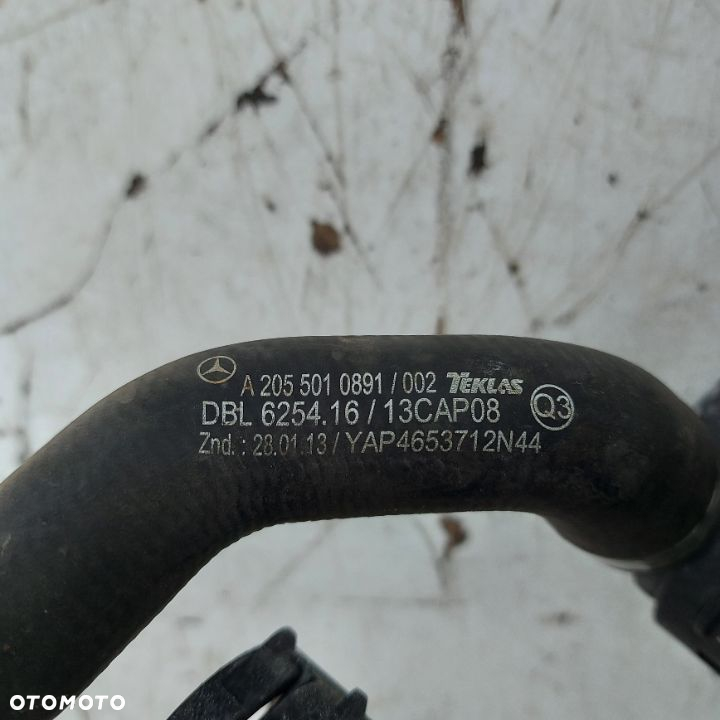 A 205 501 0891 / 002 TEKLAS
DBL 6254.16 / 13CAP08 Q3
Znd. : 28.01.13 / YAP4653712N44
OTOMOTO